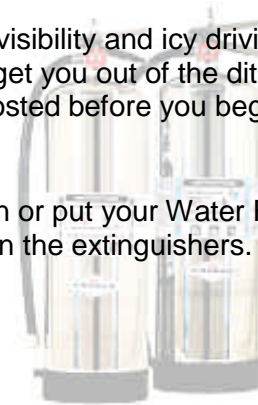 visibility and icy drivi
get you out of the dit
osted before you beg
n or put your Water E
n the extinguishers.